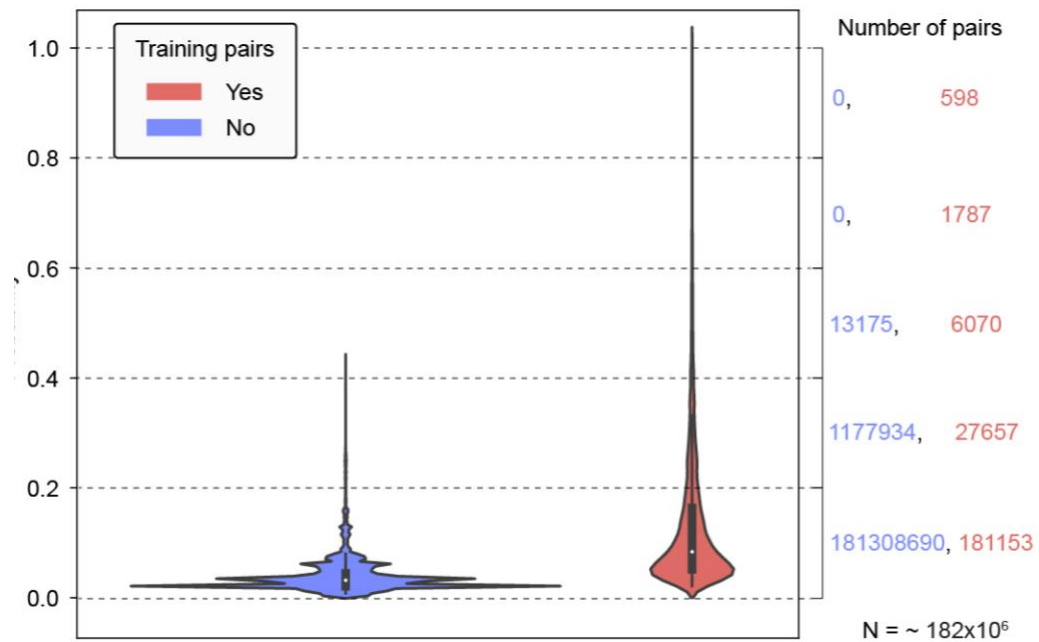 Number of pairs
Training pairs
Yes
No
1.0
0.8
0.6
0.4
0.2
0.0
0, 598
0, 1787
13175, 6070
1177934, 27657
181308690, 181153
N = ~ 182x10⁶